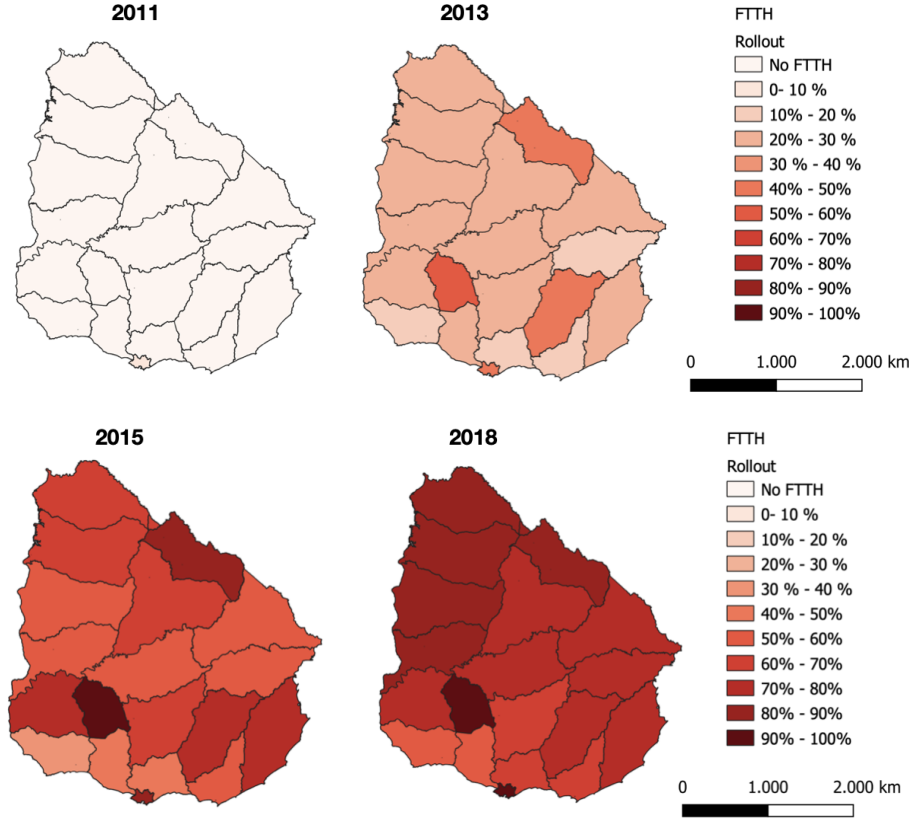 2011
2013
FTTH
Rollout
No FTTH
0- 10 %
10% - 20 %
20% - 30 %
30 % - 40 %
40% - 50%
50% - 60%
60% - 70%
70% - 80%
80% - 90%
90% - 100%
0 1.000 2.000 km
2015
2018
FTTH
Rollout
No FTTH
0- 10 %
10% - 20 %
20% - 30 %
30 % - 40 %
40% - 50%
50% - 60%
60% - 70%
70% - 80%
80% - 90%
90% - 100%
0 1.000 2.000 km